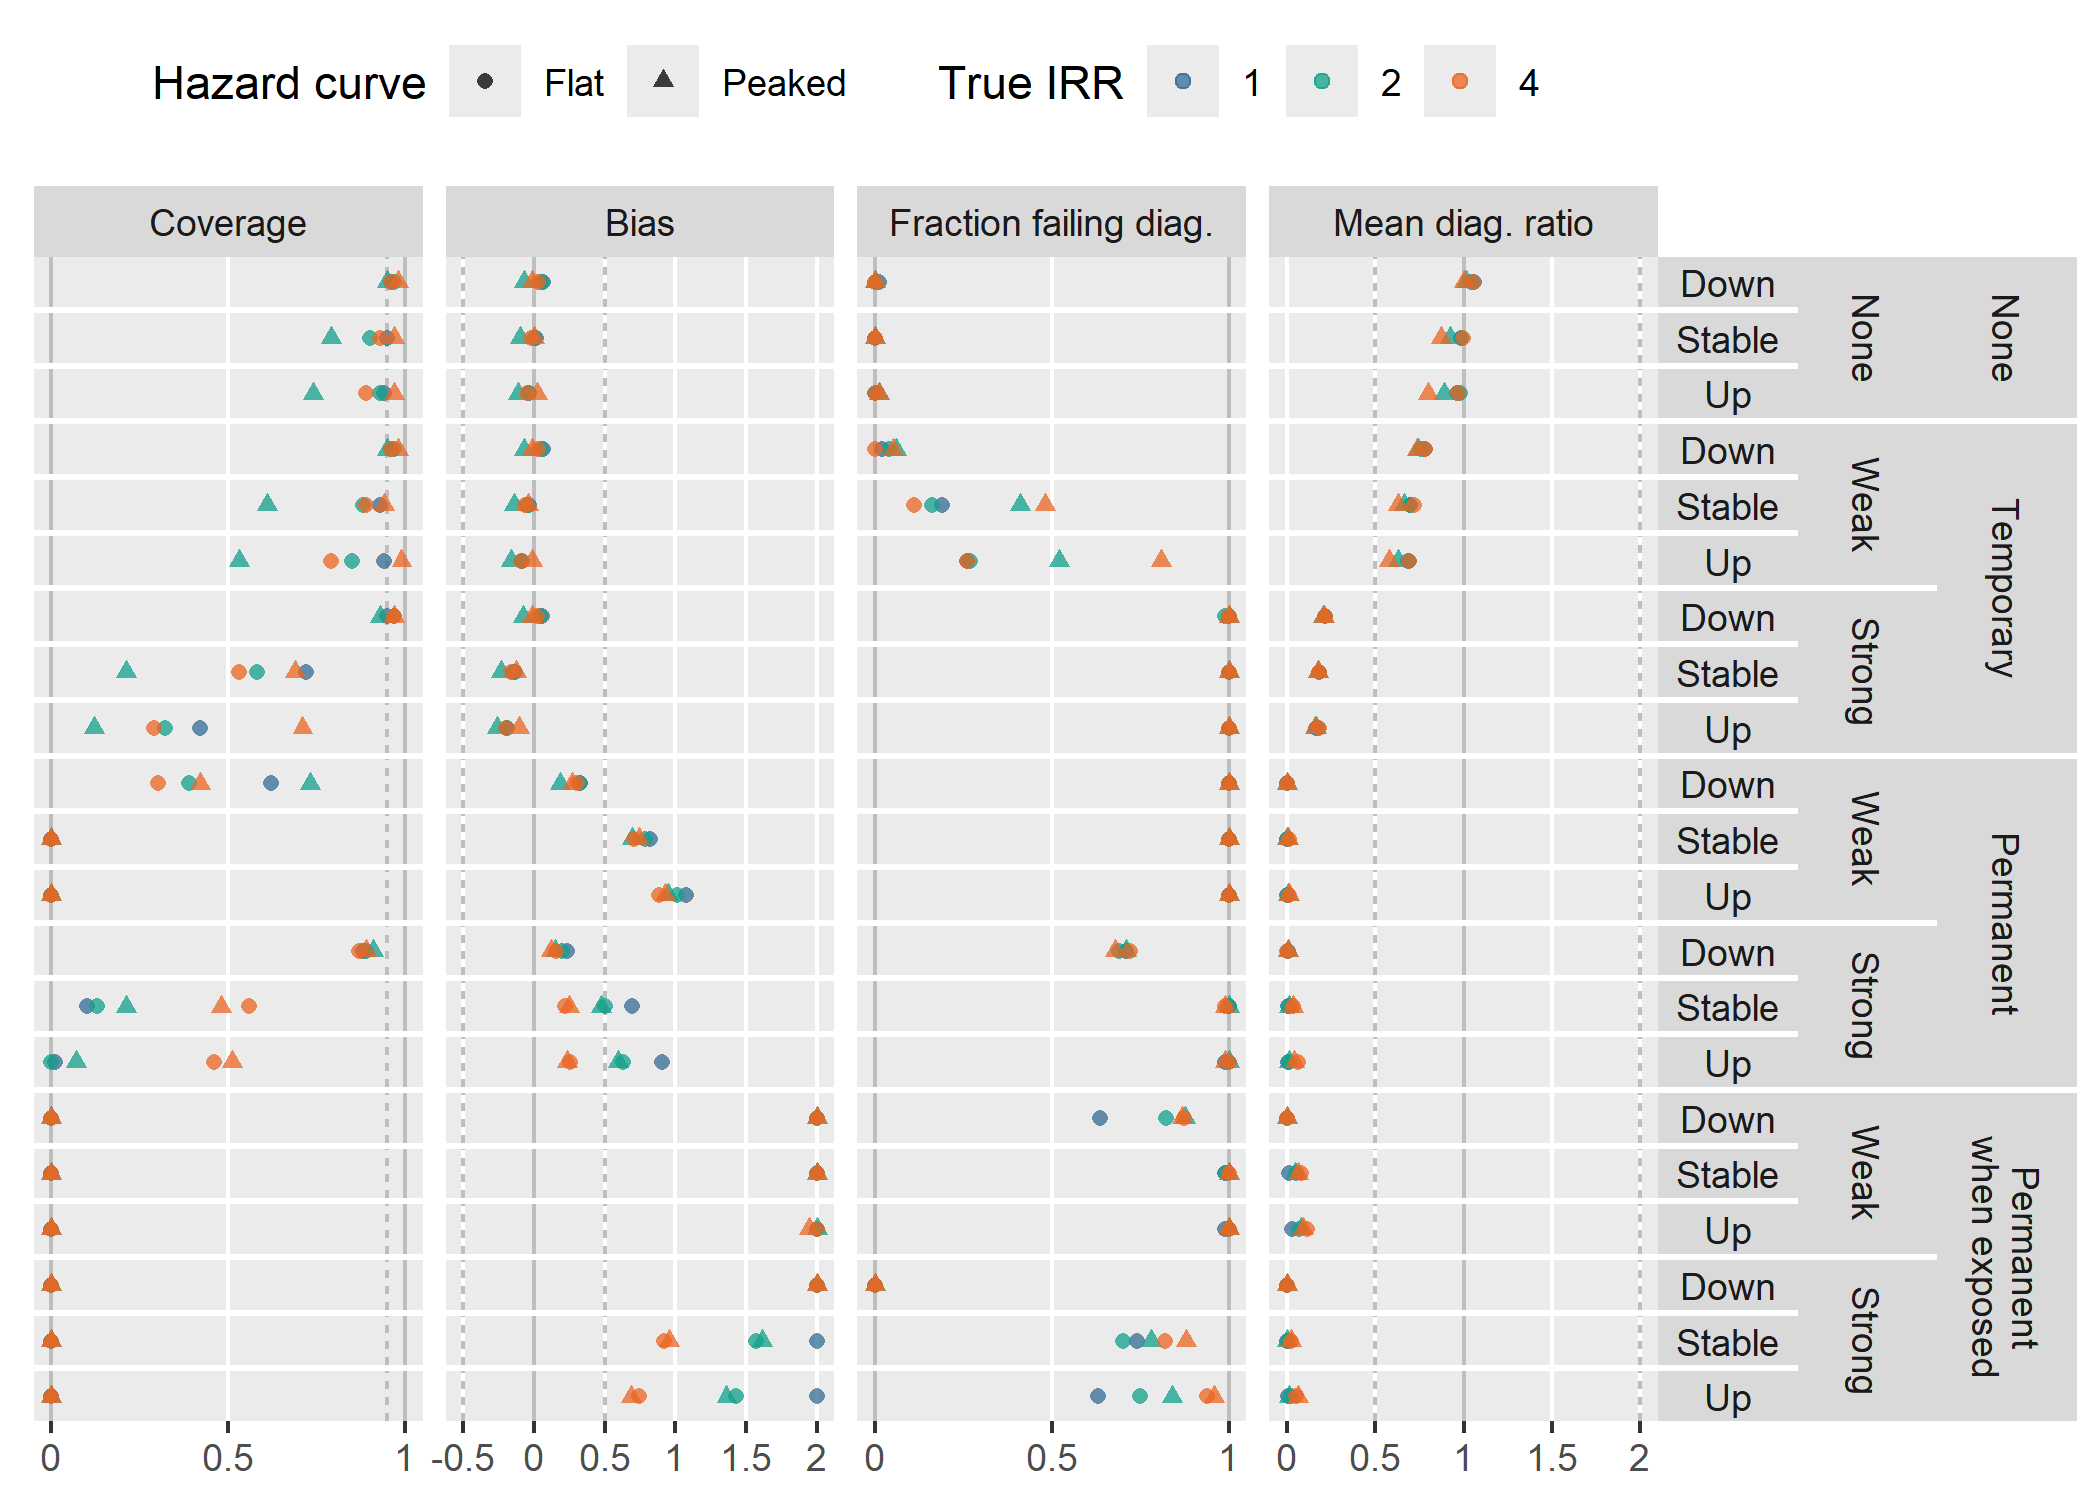 Hazard curve Flat Peaked True IRR 1 2 4
Coverage Bias Fraction failing diag. Mean diag. ratio
Down
Stable
Up
None
None
Down
Stable
Up
Weak
Down
Stable
Up
Strong
Temporary
Down
Stable
Up
Weak
Down
Stable
Up
Strong
Permanent
Down
Stable
Up
Weak
Down
Stable
Up
Strong
Permanent
when exposed
0 0.5 1 -0.5 0 0.5 1 1.5 2 0 0.5 1 0 0.5 1 1.5 2